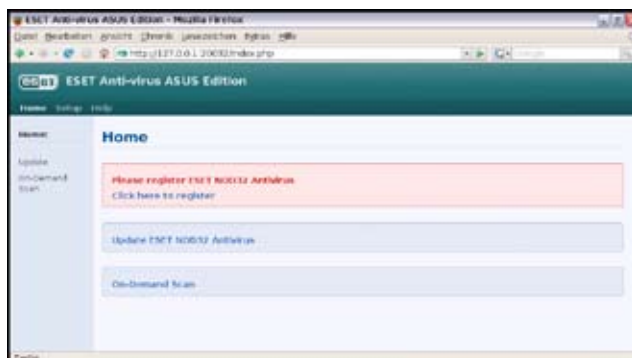 ESET Anti-virus ASUS Edition - Mozilla Firefox
Datei Bearbeiten Ansicht Chronik Lesezeichen Extras Hilfe
eset ESET Anti-virus ASUS Edition
Home Setup Help
Home
Home
Update
On-Demand Scan
Please register ESET NOD32 Antivirus
Click here to register
Update ESET NOD32 Antivirus
On-Demand Scan
Fertig